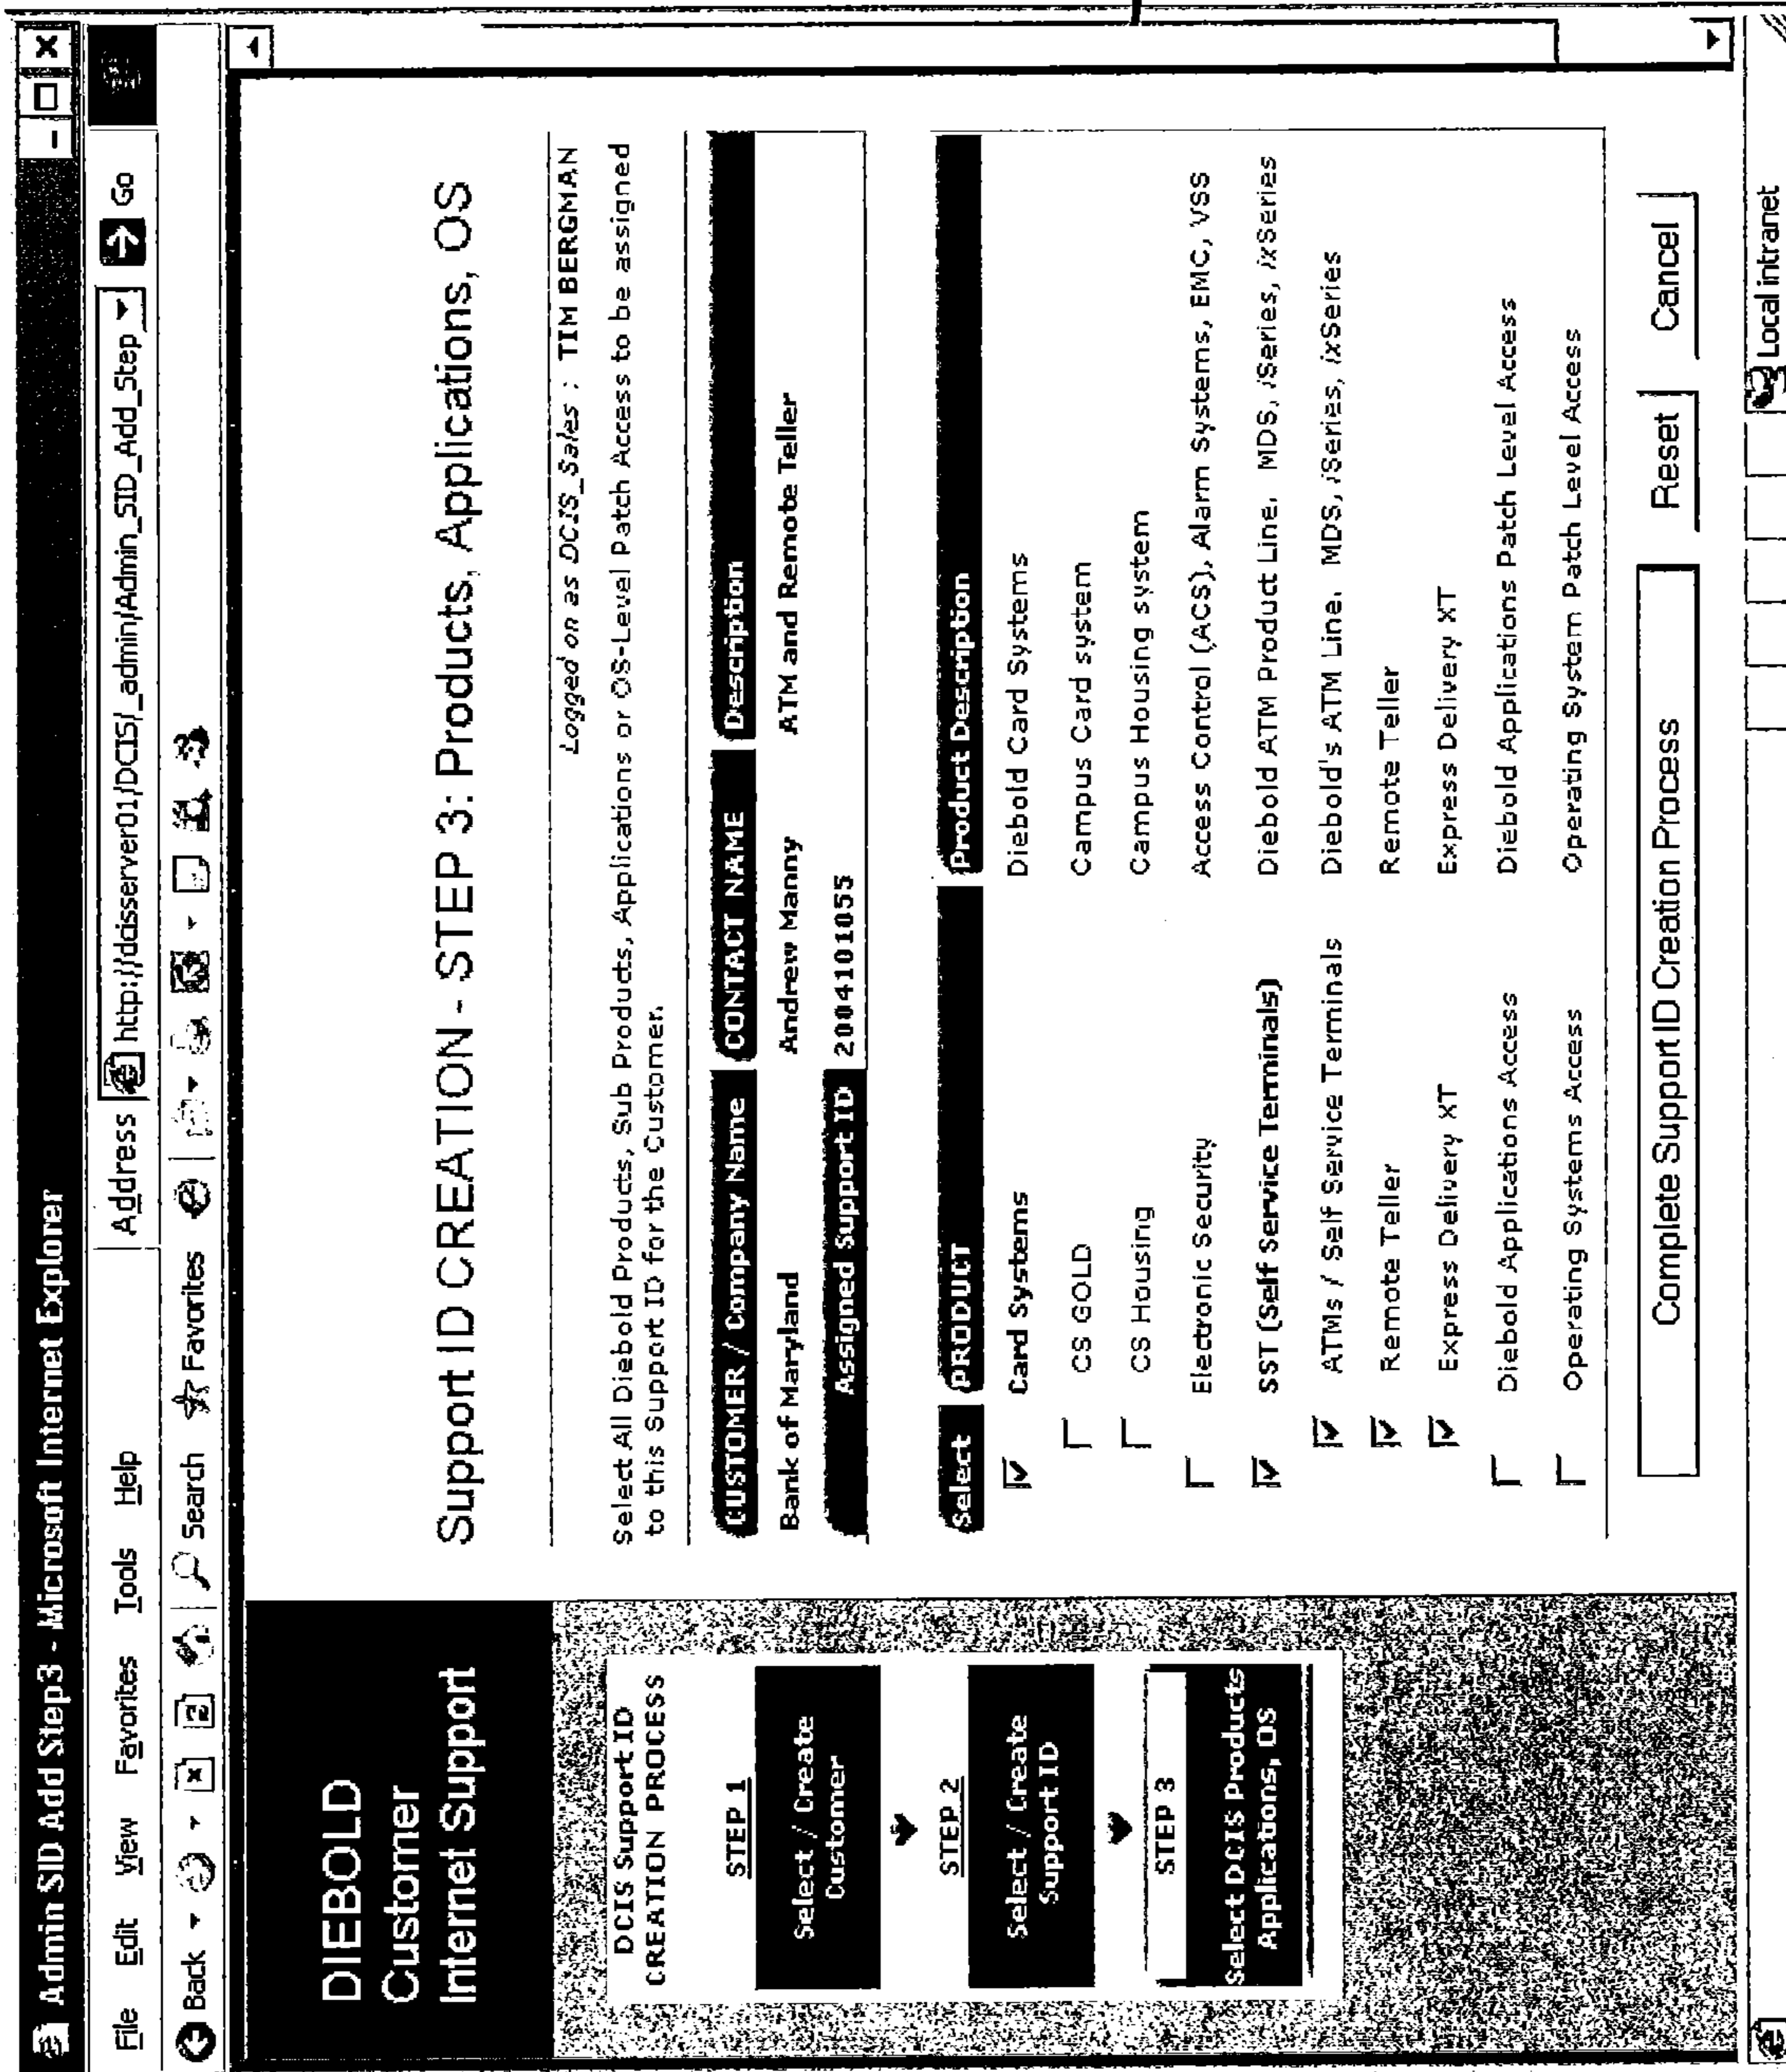 Admin SID Add Step3 - Microsoft Internet Explorer
File Edit View Favorites Tools Help
Address http://dcisserver01/DCIS/_admin/Admin_SID_Add_Step Go
Back Search Favorites
DIEBOLD
Customer
Internet Support
DCIS Support ID
CREATION PROCESS
STEP 1
Select / Create
Customer
STEP 2
Select / Create
Support ID
STEP 3
Select DCIS Products
Applications, OS
Support ID CREATION - STEP 3: Products, Applications, OS
Logged on as DCIS_Sales : TIM BERGMAN
Select All Diebold Products, Sub Products, Applications or OS-Level Patch Access to be assigned
to this Support ID for the Customer.
CUSTOMER / Company Name CONTACT NAME Description
Bank of Maryland Andrew Manny ATM and Remote Teller
Assigned Support ID 2004101055
Select PRODUCT Product Description
Card Systems Diebold Card Systems
CS GOLD Campus Card system
CS Housing Campus Housing system
Electronic Security Access Control (ACS), Alarm Systems, EMC, VSS
SST (Self Service Terminals) Diebold ATM Product Line. MDS, iSeries, ixSeries
ATMs / Self Service Terminals Diebold's ATM Line. MDS, iSeries, ixSeries
Remote Teller Remote Teller
Express Delivery XT Express Delivery XT
Diebold Applications Access Diebold Applications Patch Level Access
Operating Systems Access Operating System Patch Level Access
Complete Support ID Creation Process Reset Cancel
Local intranet